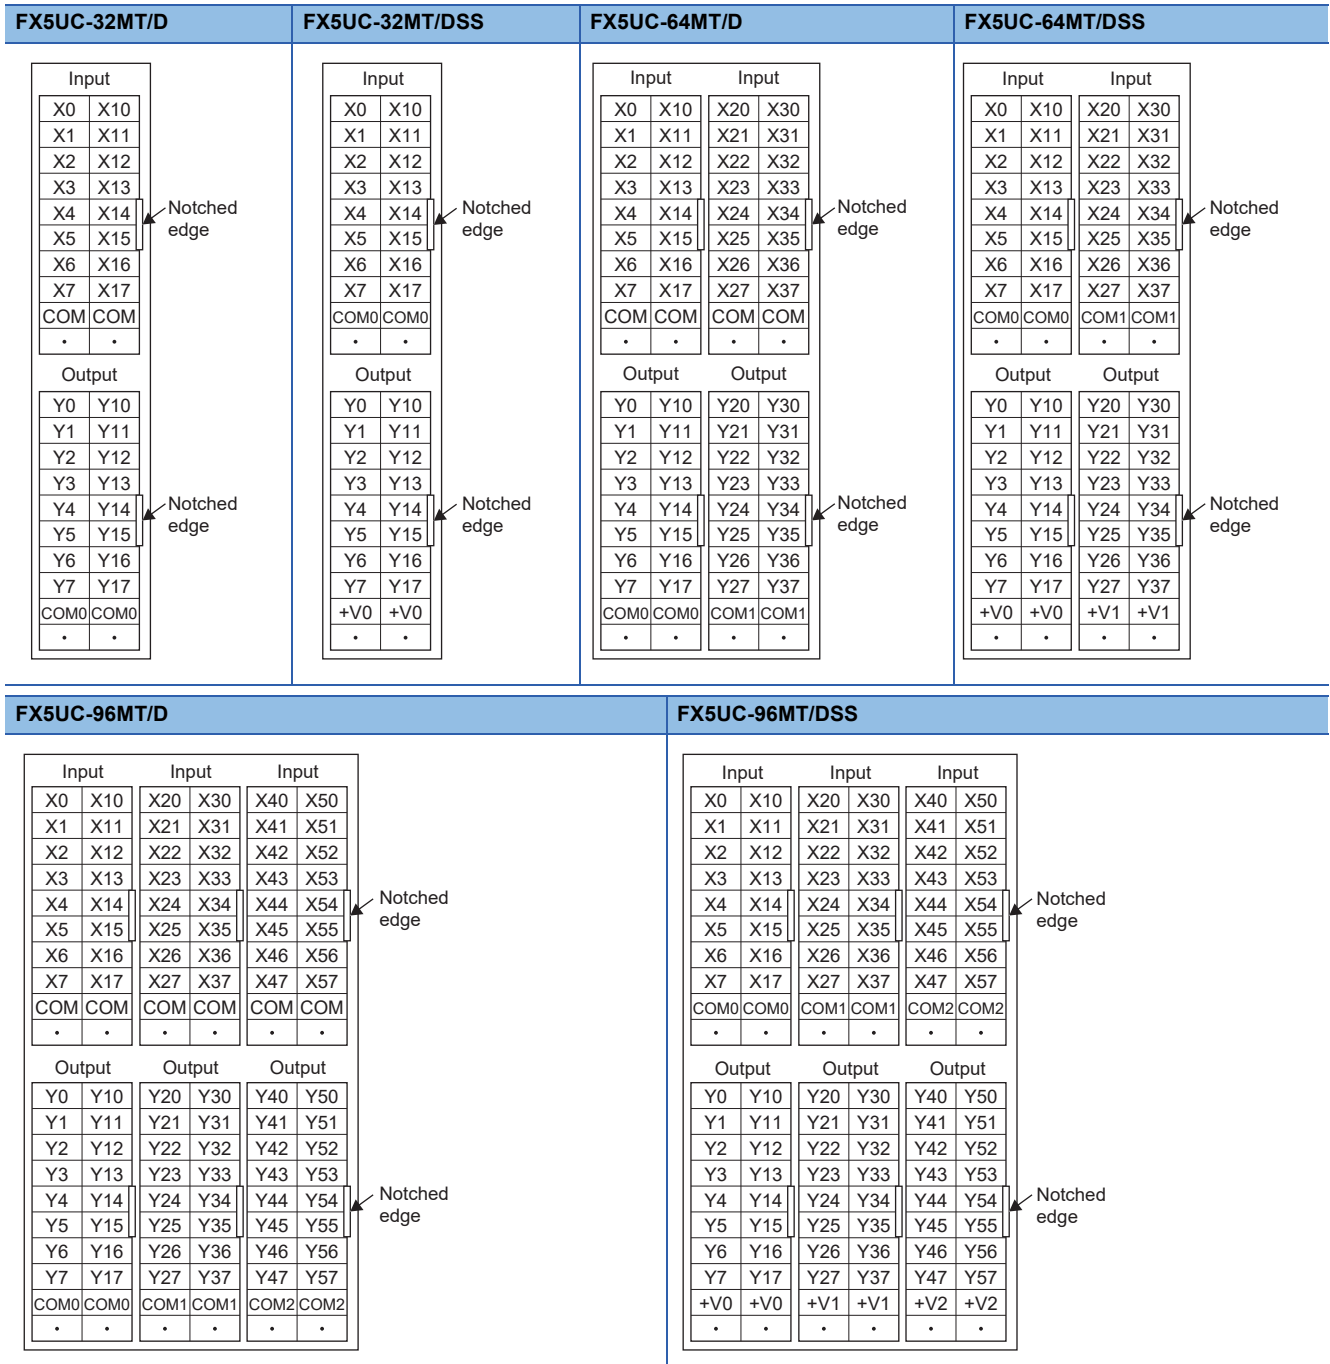 FX5UC-32MT/D FX5UC-32MT/DSS FX5UC-64MT/D FX5UC-64MT/DSS
Input Input Input Input Input Input
X0 X10 X0 X10 X0 X10 X20 X30 X0 X10 X20 X30
X1 X11 X1 X11 X1 X11 X21 X31 X1 X11 X21 X31
X2 X12 X2 X12 X2 X12 X22 X32 X2 X12 X22 X32
X3 X13 X3 X13 X3 X13 X23 X33 X3 X13 X23 X33
X4 X14 Notched X4 X14 Notched X4 X14 X24 X34 Notched X4 X14 X24 X34 Notched
X5 X15 edge X5 X15 edge X5 X15 X25 X35 edge X5 X15 X25 X35 edge
X6 X16 X6 X16 X6 X16 X26 X36 X6 X16 X26 X36
X7 X17 X7 X17 X7 X17 X27 X37 X7 X17 X27 X37
COM COM COM0 COM0 COM COM COM COM COM0 COM0 COM1 COM1
• • • • • • • • • • • •
Output Output Output Output Output Output
Y0 Y10 Y0 Y10 Y0 Y10 Y20 Y30 Y0 Y10 Y20 Y30
Y1 Y11 Y1 Y11 Y1 Y11 Y21 Y31 Y1 Y11 Y21 Y31
Y2 Y12 Y2 Y12 Y2 Y12 Y22 Y32 Y2 Y12 Y22 Y32
Y3 Y13 Y3 Y13 Y3 Y13 Y23 Y33 Y3 Y13 Y23 Y33
Y4 Y14 Notched Y4 Y14 Notched Y4 Y14 Y24 Y34 Notched Y4 Y14 Y24 Y34 Notched
Y5 Y15 edge Y5 Y15 edge Y5 Y15 Y25 Y35 edge Y5 Y15 Y25 Y35 edge
Y6 Y16 Y6 Y16 Y6 Y16 Y26 Y36 Y6 Y16 Y26 Y36
Y7 Y17 Y7 Y17 Y7 Y17 Y27 Y37 Y7 Y17 Y27 Y37
COM0 COM0 +V0 +V0 COM0 COM0 COM1 COM1 +V0 +V0 +V1 +V1
• • • • • • • • • • • •
FX5UC-96MT/D FX5UC-96MT/DSS
Input Input Input Input Input Input
X0 X10 X20 X30 X40 X50 X0 X10 X20 X30 X40 X50
X1 X11 X21 X31 X41 X51 X1 X11 X21 X31 X41 X51
X2 X12 X22 X32 X42 X52 X2 X12 X22 X32 X42 X52
X3 X13 X23 X33 X43 X53 X3 X13 X23 X33 X43 X53
X4 X14 X24 X34 X44 X54 Notched X4 X14 X24 X34 X44 X54 Notched
X5 X15 X25 X35 X45 X55 edge X5 X15 X25 X35 X45 X55 edge
X6 X16 X26 X36 X46 X56 X6 X16 X26 X36 X46 X56
X7 X17 X27 X37 X47 X57 X7 X17 X27 X37 X47 X57
COM COM COM COM COM COM COM0 COM0 COM1 COM1 COM2 COM2
• • • • • • • • • • • •
Output Output Output Output Output Output
Y0 Y10 Y20 Y30 Y40 Y50 Y0 Y10 Y20 Y30 Y40 Y50
Y1 Y11 Y21 Y31 Y41 Y51 Y1 Y11 Y21 Y31 Y41 Y51
Y2 Y12 Y22 Y32 Y42 Y52 Y2 Y12 Y22 Y32 Y42 Y52
Y3 Y13 Y23 Y33 Y43 Y53 Y3 Y13 Y23 Y33 Y43 Y53
Y4 Y14 Y24 Y34 Y44 Y54 Notched Y4 Y14 Y24 Y34 Y44 Y54 Notched
Y5 Y15 Y25 Y35 Y45 Y55 edge Y5 Y15 Y25 Y35 Y45 Y55 edge
Y6 Y16 Y26 Y36 Y46 Y56 Y6 Y16 Y26 Y36 Y46 Y56
Y7 Y17 Y27 Y37 Y47 Y57 Y7 Y17 Y27 Y37 Y47 Y57
COM0 COM0 COM1 COM1 COM2 COM2 +V0 +V0 +V1 +V1 +V2 +V2
• • • • • • • • • • • •